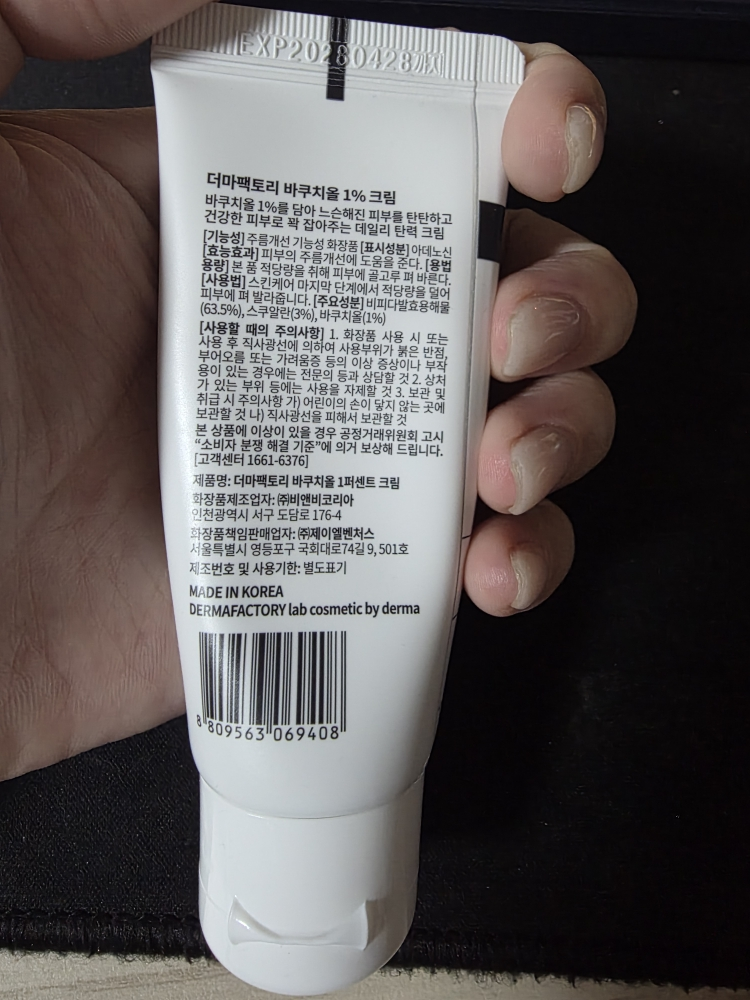 EXP20280428까지
더마팩토리 바쿠치올 1% 크림
바쿠치올 1%를 담아 느슨해진 피부를 탄탄하고
건강한 피부로 꽉 잡아주는 데일리 탄력 크림
[기능성] 주름개선 기능성 화장품 [표시성분] 아데노신
[효능효과] 피부의 주름개선에 도움을 준다. [용법
용량] 본 품 적당량을 취해 피부에 골고루 펴 바른다.
[사용법] 스킨케어 마지막 단계에서 적당량을 덜어
피부에 펴 발라줍니다. [주요성분] 비피다발효용해물
(63.5%), 스쿠알란(3%), 바쿠치올(1%)
[사용할 때의 주의사항] 1. 화장품 사용 시 또는
사용 후 직사광선에 의하여 사용부위가 붉은 반점,
부어오름 또는 가려움증 등의 이상 증상이나 부작
용이 있는 경우에는 전문의 등과 상담할 것 2. 상처
가 있는 부위 등에는 사용을 자제할 것 3. 보관 및
취급 시 주의사항 가) 어린이의 손이 닿지 않는 곳에
보관할 것 나) 직사광선을 피해서 보관할 것
본 상품에 이상이 있을 경우 공정거래위원회 고시
“소비자 분쟁 해결 기준”에 의거 보상해 드립니다.
[고객센터 1661-6376]
제품명: 더마팩토리 바쿠치올 1퍼센트 크림
화장품제조업자: ㈜비앤비코리아
인천광역시 서구 도담로 176-4
화장품책임판매업자: ㈜제이엘벤처스
서울특별시 영등포구 국회대로74길 9, 501호
제조번호 및 사용기한: 별도표기
MADE IN KOREA
DERMAFACTORY lab cosmetic by derma
8 809563 069408